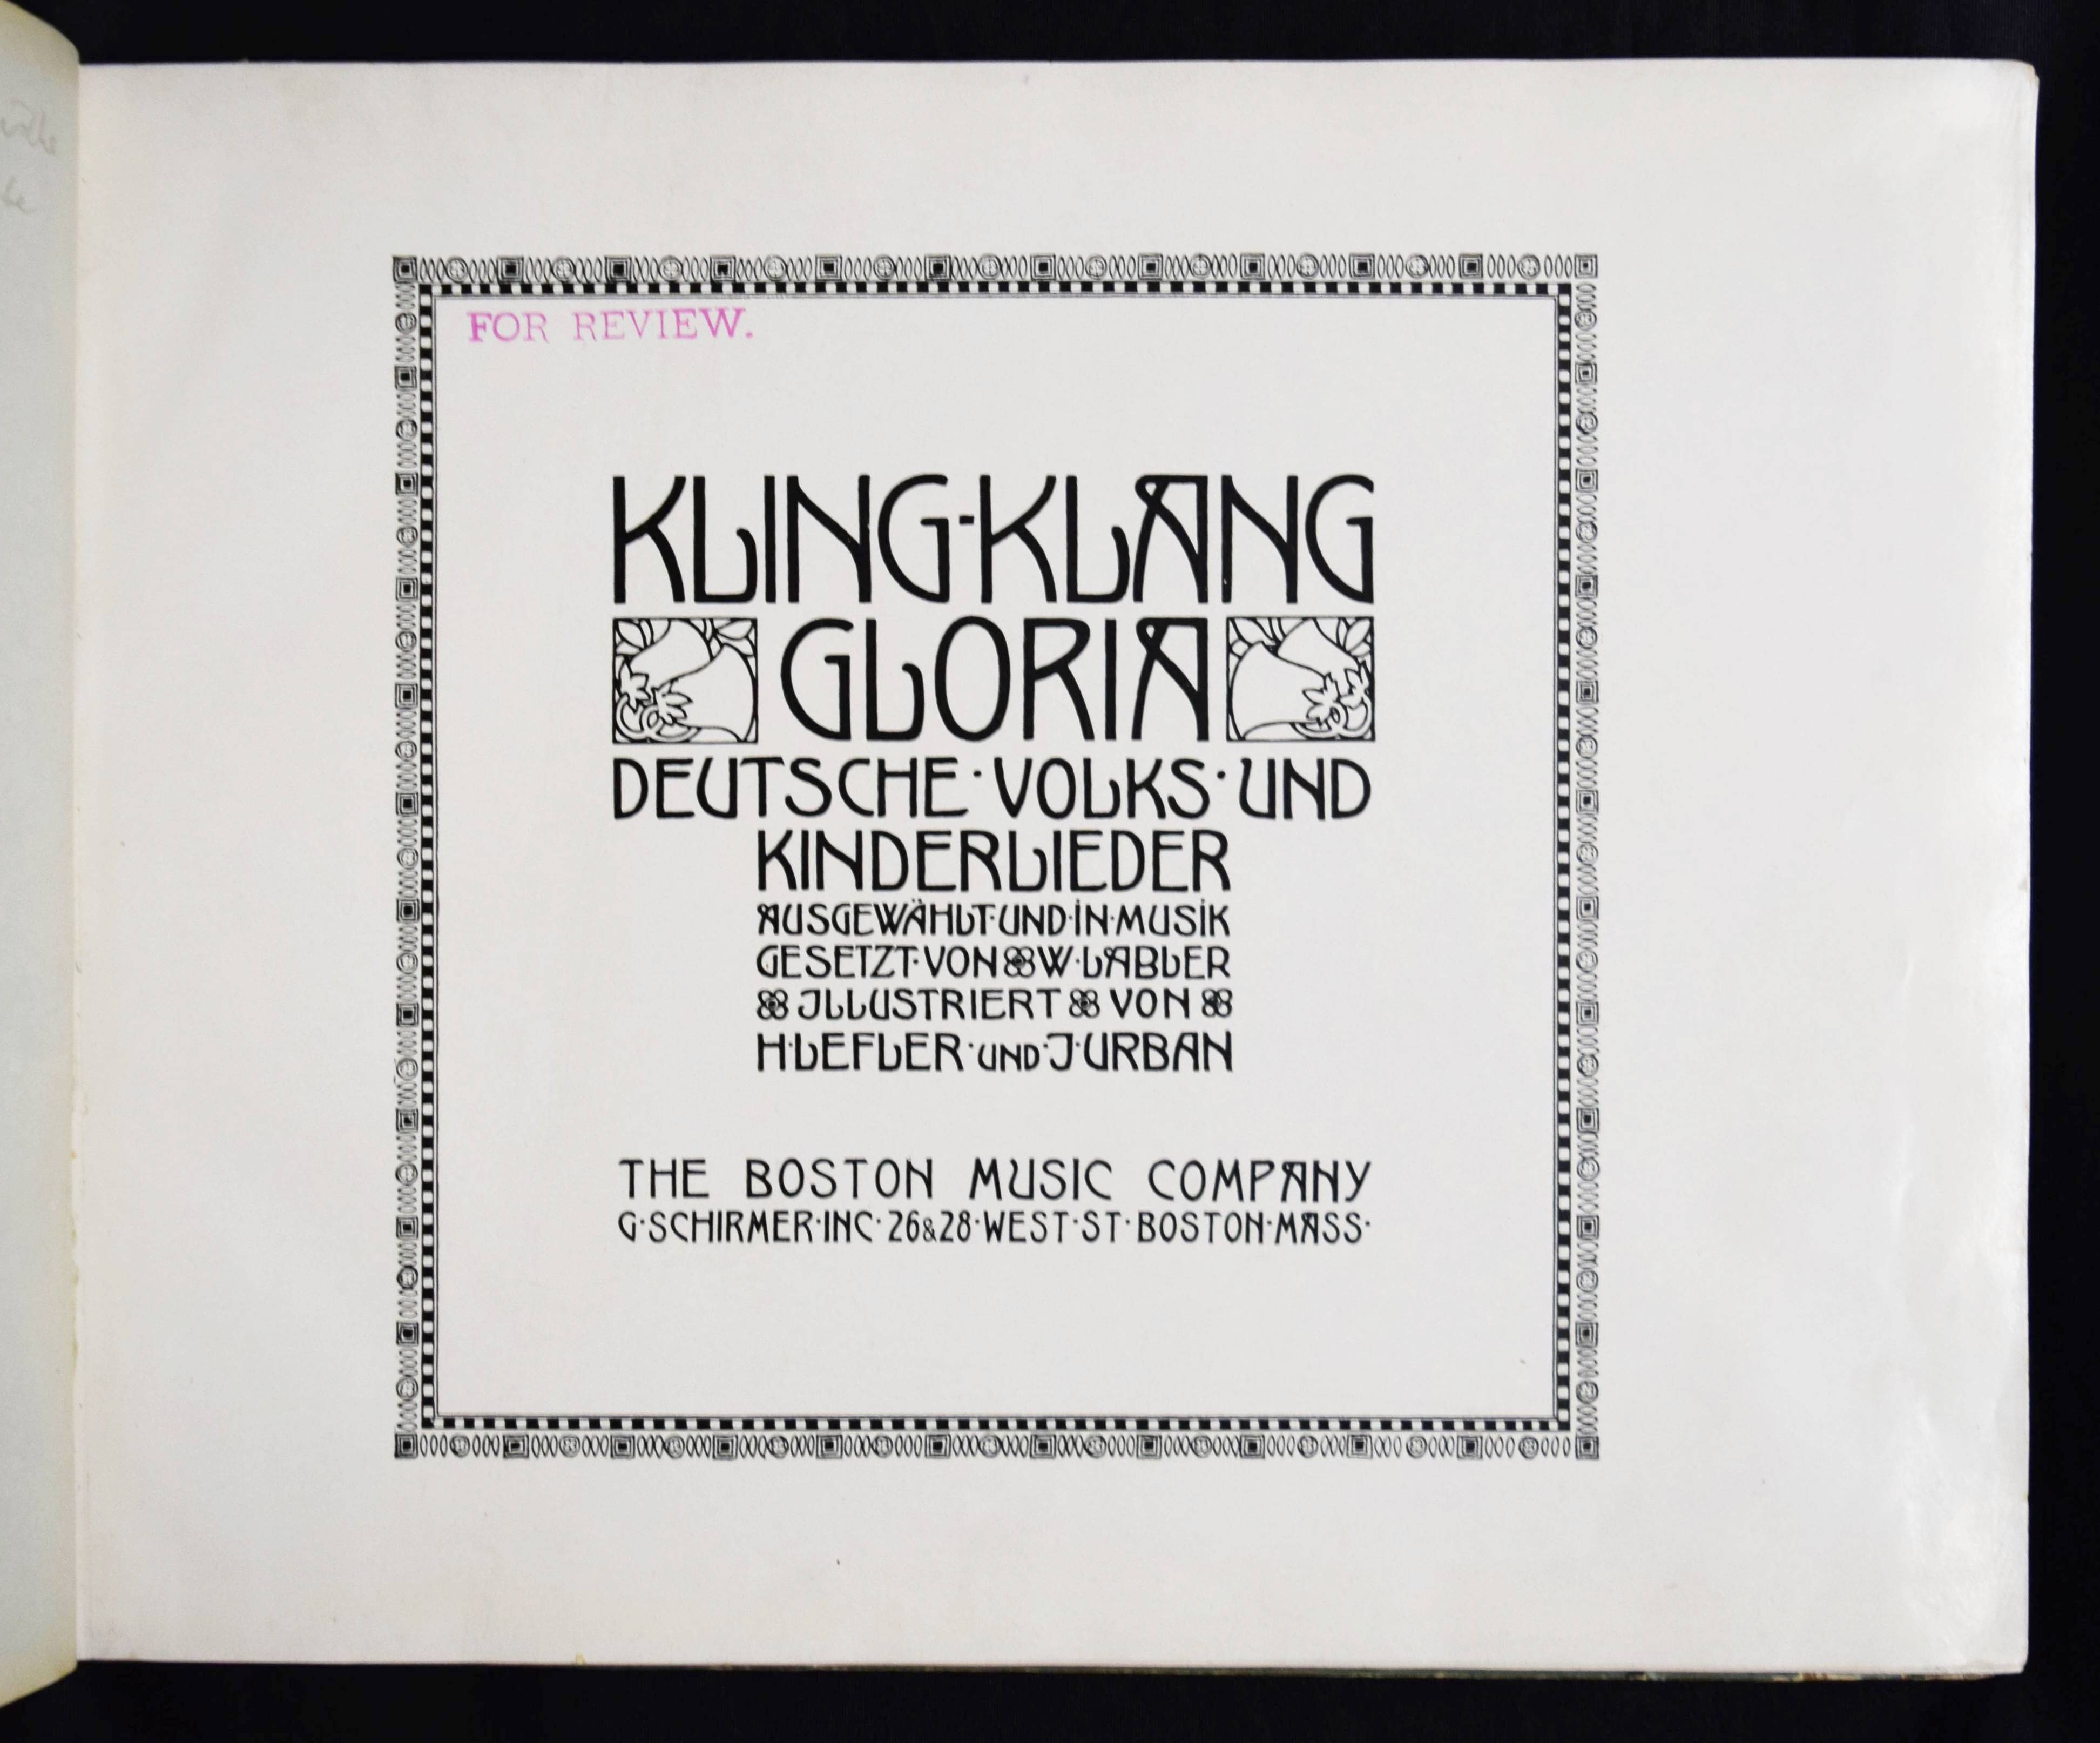 FOR REVIEW.
KLING-KLANG
GLORIA
DEUTSCHE·VOLKS·UND
KINDERLIEDER
AUSGEWÄHLT·UND·IN·MUSIK
GESETZT·VON W·LABLER
ILLUSTRIERT VON
H·LEFLER·UND·J·URBAN
THE BOSTON MUSIC COMPANY
G·SCHIRMER·INC·26&28·WEST·ST·BOSTON·MASS·